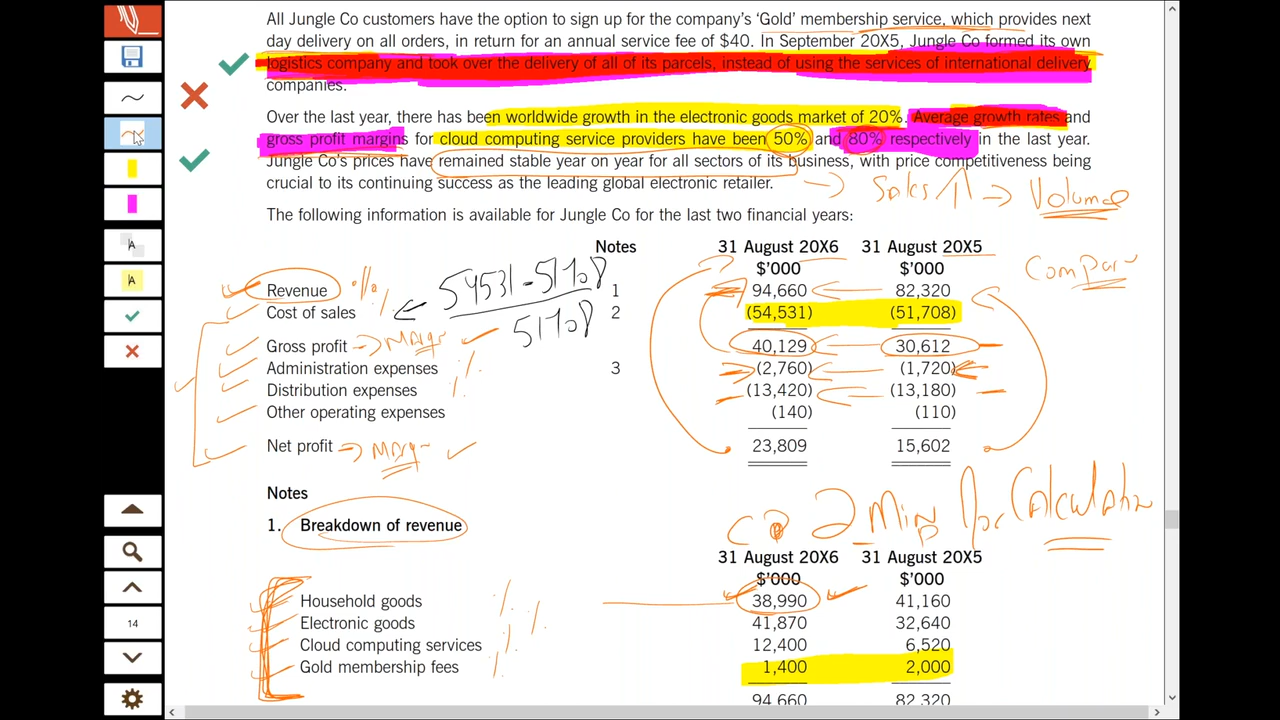 All Jungle Co customers have the option to sign up for the company's 'Gold' membership service, which provides next
day delivery on all orders, in return for an annual service fee of $40. In September 20X5, Jungle Co formed its own
logistics company and took over the delivery of all of its parcels, instead of using the services of international delivery
companies.
Over the last year, there has been worldwide growth in the electronic goods market of 20%. Average growth rates and
gross profit margins for cloud computing service providers have been 50% and 80% respectively in the last year.
Jungle Co's prices have remained stable year on year for all sectors of its business, with price competitiveness being
crucial to its continuing success as the leading global electronic retailer.
→ Sales ↑ → Volume
The following information is available for Jungle Co for the last two financial years:
Notes 31 August 20X6 31 August 20X5
$'000 $'000
Revenue % 1 94,660 82,320
Cost of sales 2 (54,531) (51,708)
54531 - 51708
51708
Gross profit → Marg 40,129 30,612
Administration expenses 3 (2,760) (1,720)
Distribution expenses % (13,420) (13,180)
Other operating expenses (140) (110)
Net profit → Marg 23,809 15,602
Notes
2 Min for Calculation
1. Breakdown of revenue
31 August 20X6 31 August 20X5
$'000 $'000
Household goods % 38,990 41,160
Electronic goods % 41,870 32,640
Cloud computing services % 12,400 6,520
Gold membership fees % 1,400 2,000
94,660 82,320
14